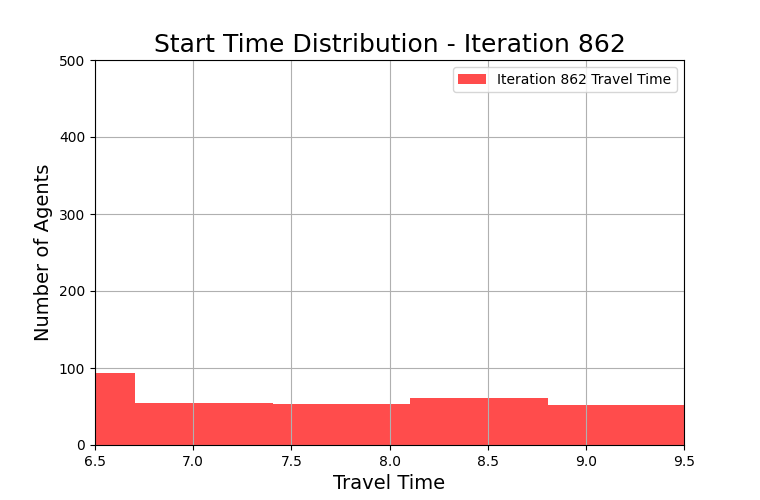 Start Time Distribution - Iteration 862
500
400
300
200
100
0
Number of Agents
Iteration 862 Travel Time
6.5 7.0 7.5 8.0 8.5 9.0 9.5
Travel Time